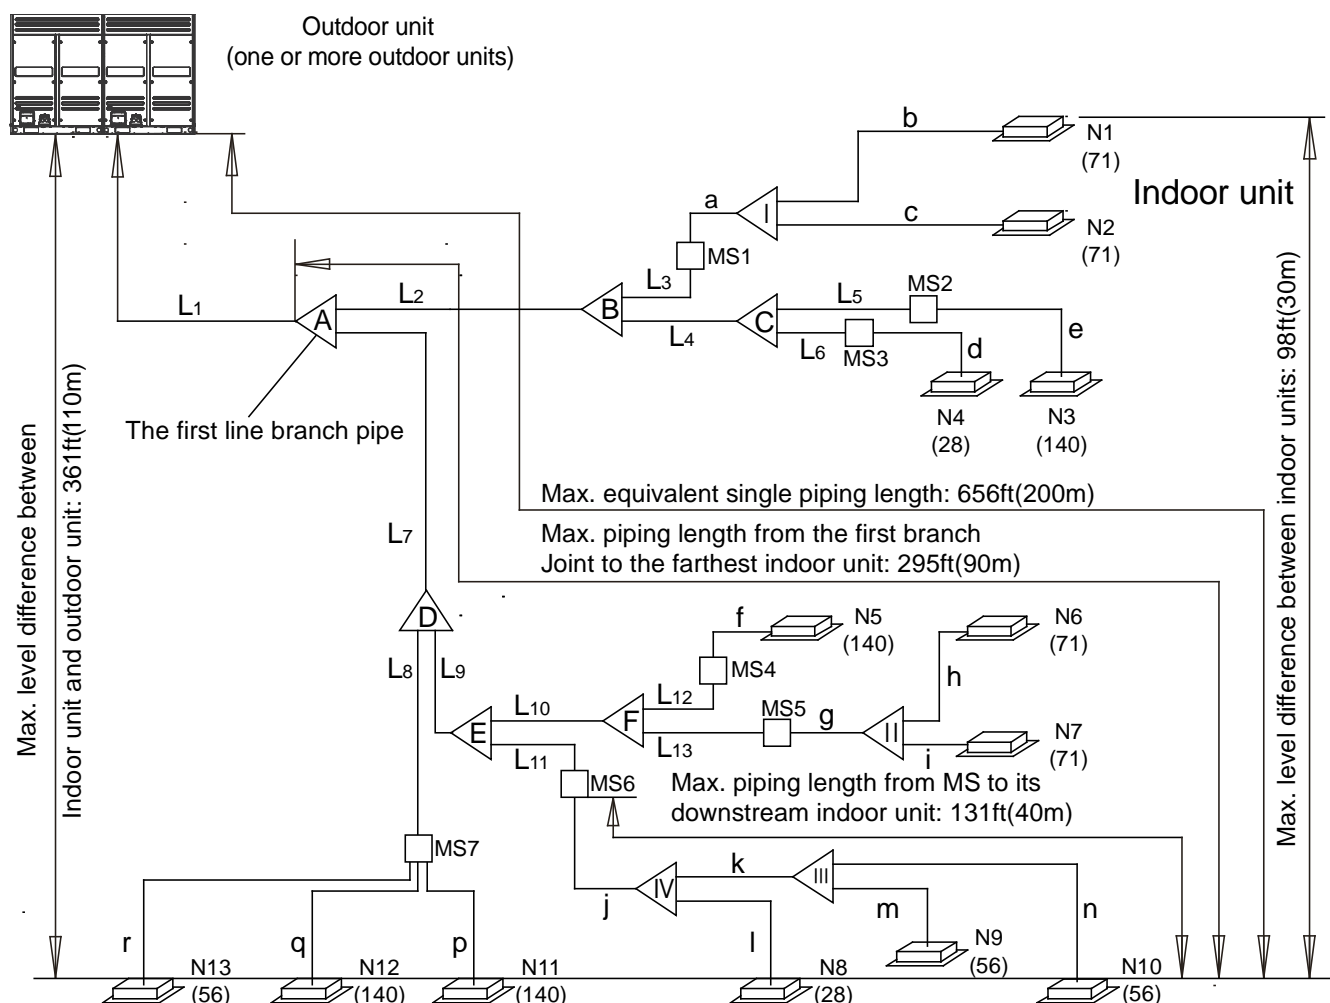 Outdoor unit
(one or more outdoor units)
b
N1
(71)
Indoor unit
a
I
c
N2
(71)
MS1
L3
MS2
L1
A
L2
B
L4
C
L5
L6
MS3
d
e
N4
(28)
N3
(140)
The first line branch pipe
Max. equivalent single piping length: 656ft(200m)
Max. piping length from the first branch
Joint to the farthest indoor unit: 295ft(90m)
Max. level difference between
Indoor unit and outdoor unit: 361ft(110m)
Max. level difference between indoor units: 98ft(30m)
L7
D
L8
L9
f
N5
(140)
N6
(71)
MS4
h
L10
L12
E
F
MS5
g
II
N7
(71)
L11
L13
i
MS6
Max. piping length from MS to its
downstream indoor unit: 131ft(40m)
MS7
k
III
IV
j
m
n
r
q
p
l
N9
(56)
N13
(56)
N12
(140)
N11
(140)
N8
(28)
N10
(56)